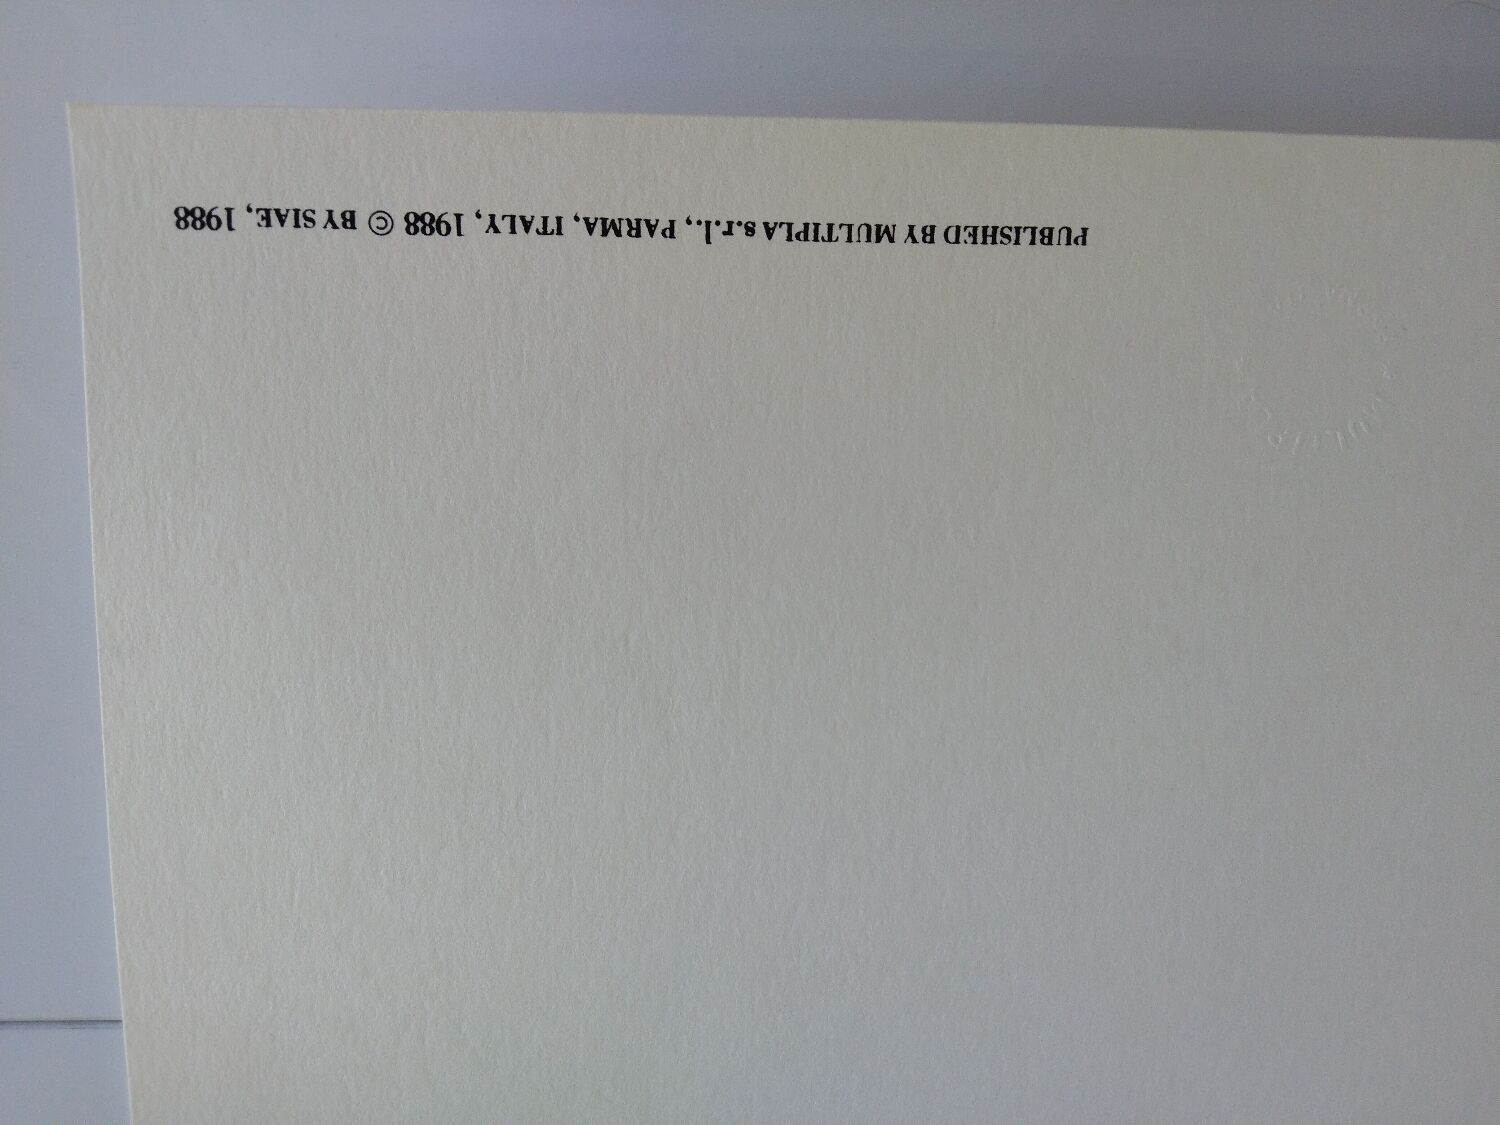 PUBLISHED BY MULTIPLA s.r.l., PARMA, ITALY, 1988 © BY SIAE, 1988